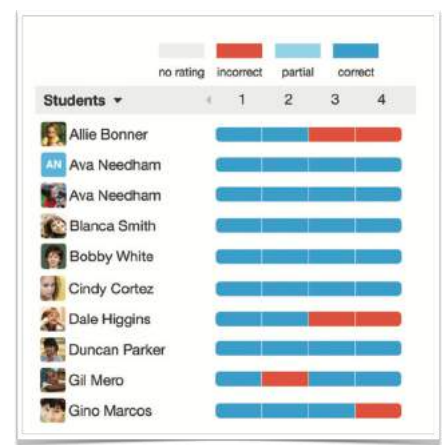 no rating incorrect partial correct
Students 1 2 3 4
Allie Bonner
AN Ava Needham
Ava Needham
Blanca Smith
Bobby White
Cindy Cortez
Dale Higgins
Duncan Parker
Gil Mero
Gino Marcos